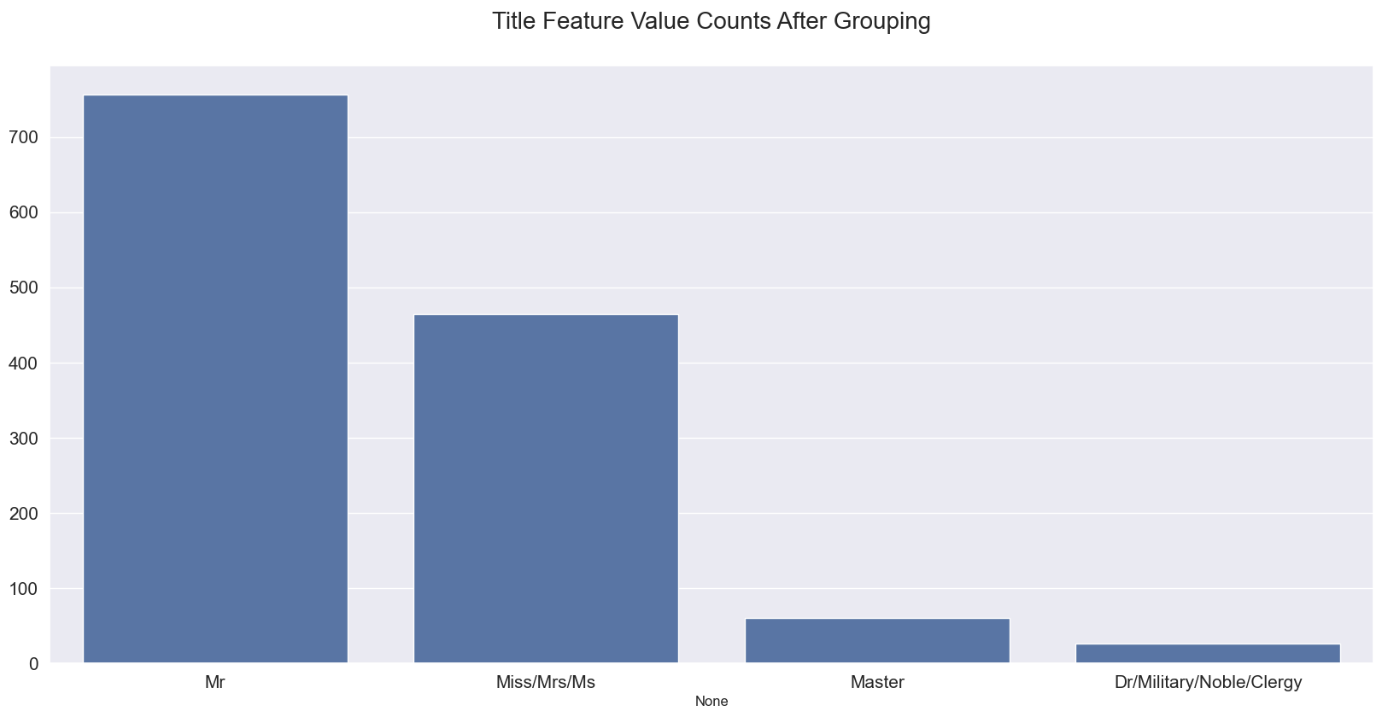 Title Feature Value Counts After Grouping
700
600
500
400
300
200
100
0
Mr Miss/Mrs/Ms Master Dr/Military/Noble/Clergy
None